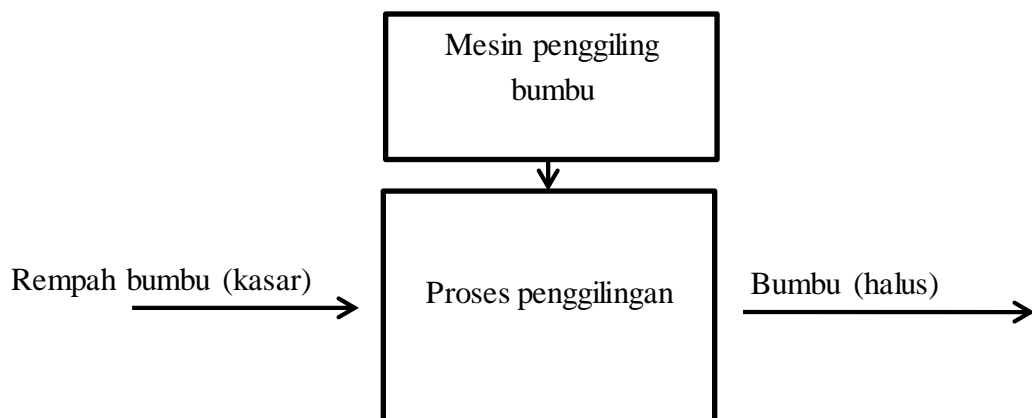 Mesin penggiling
bumbu
Rempah bumbu (kasar)
Proses penggilingan
Bumbu (halus)